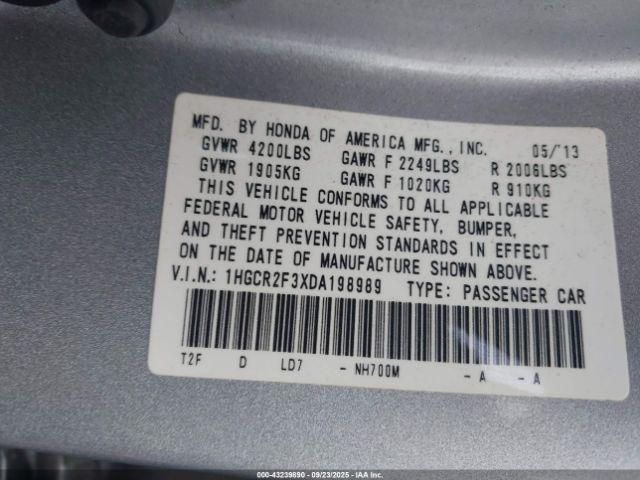 MFD. BY HONDA OF AMERICA MFG., INC. 05/'13
GVWR 4200LBS GAWR F 2249LBS R 2006LBS
GVWR 1905KG GAWR F 1020KG R 910KG
THIS VEHICLE CONFORMS TO ALL APPLICABLE
FEDERAL MOTOR VEHICLE SAFETY, BUMPER,
AND THEFT PREVENTION STANDARDS IN EFFECT
ON THE DATE OF MANUFACTURE SHOWN ABOVE.
V.I.N.: 1HGCR2F3XDA198989 TYPE: PASSENGER CAR
T2F D LD7 - NH700M - A - A
000-43239890 - 09/23/2025 - IAA Inc.